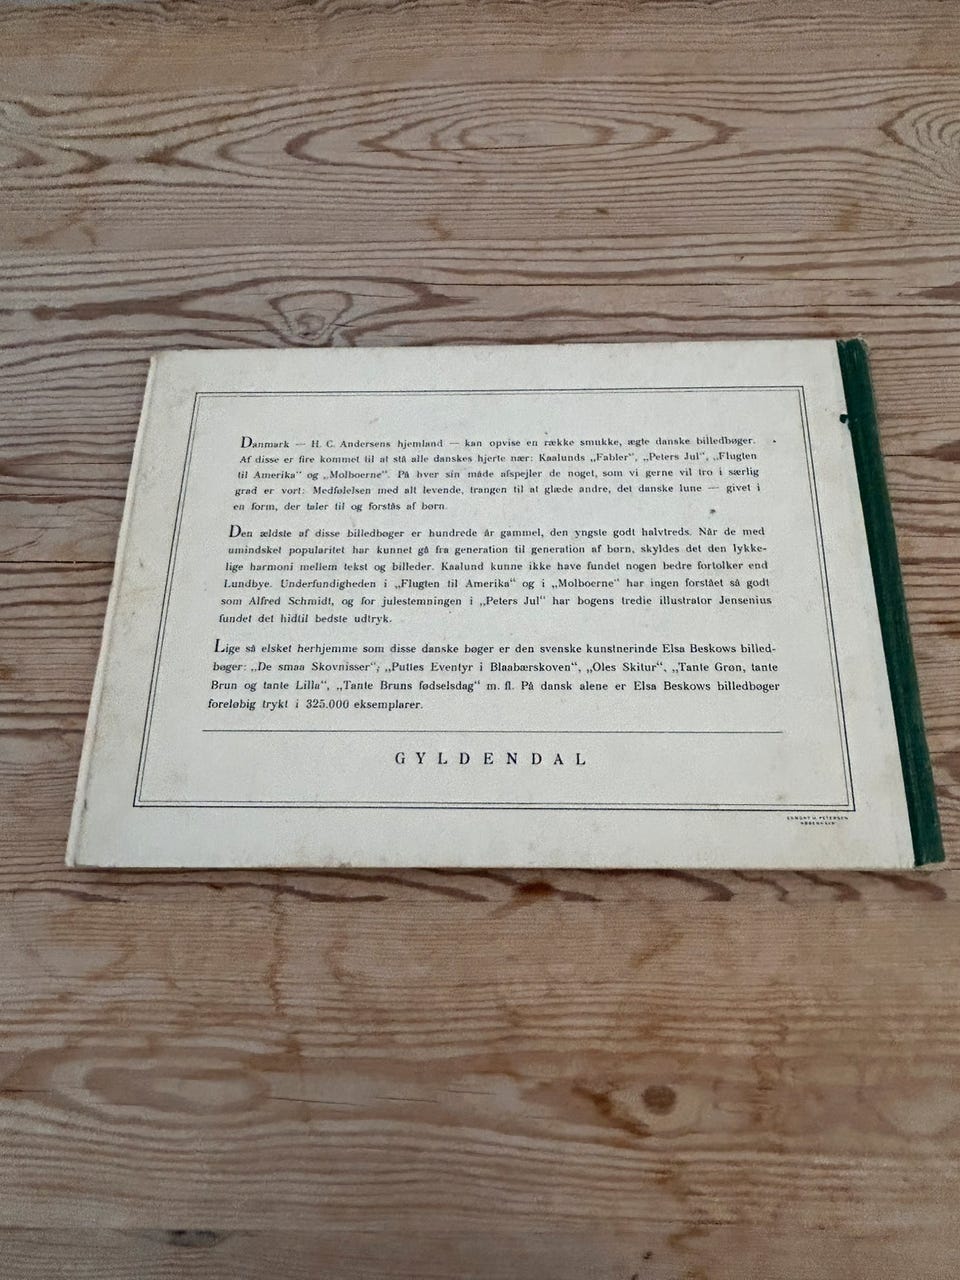 Danmark — H. C. Andersens hjemland — kan opvise en række smukke, ægte danske billedbøger.
Af disse er fire kommet til at stå alle danskes hjerte nær: Kaalunds „Fabler“, „Peters Jul“, „Flugten
til Amerika“ og „Molboerne“. På hver sin måde afspejler de noget, som vi gerne vil tro i særlig
grad er vort: Medfølelsen med alt levende, trangen til at glæde andre, det danske lune — givet i
en form, der taler til og forstås af børn.
Den ældste af disse billedbøger er hundrede år gammel, den yngste godt halvtreds. Når de med
umindsket popularitet har kunnet gå fra generation til generation af børn, skyldes det den lykke-
lige harmoni mellem tekst og billeder. Kaalund kunne ikke have fundet nogen bedre fortolker end
Lundbye. Underfundigheden i „Flugten til Amerika“ og i „Molboerne“ har ingen forstået så godt
som Alfred Schmidt, og for julestemningen i „Peters Jul“ har bogens tredie illustrator Jensenius
fundet det hidtil bedste udtryk.
Lige så elsket herhjemme som disse danske bøger er den svenske kunstnerinde Elsa Beskows billed-
bøger: „De smaa Skovnisser“, „Puttes Eventyr i Blaabærskoven“, „Oles Skitur“, „Tante Grøn, tante
Brun og tante Lilla“, „Tante Bruns fødselsdag“ m. fl. På dansk alene er Elsa Beskows billedbøger
foreløbig trykt i 325.000 eksemplarer.
GYLDENDAL
EGMONT H. PETERSEN
KØBENHAVN